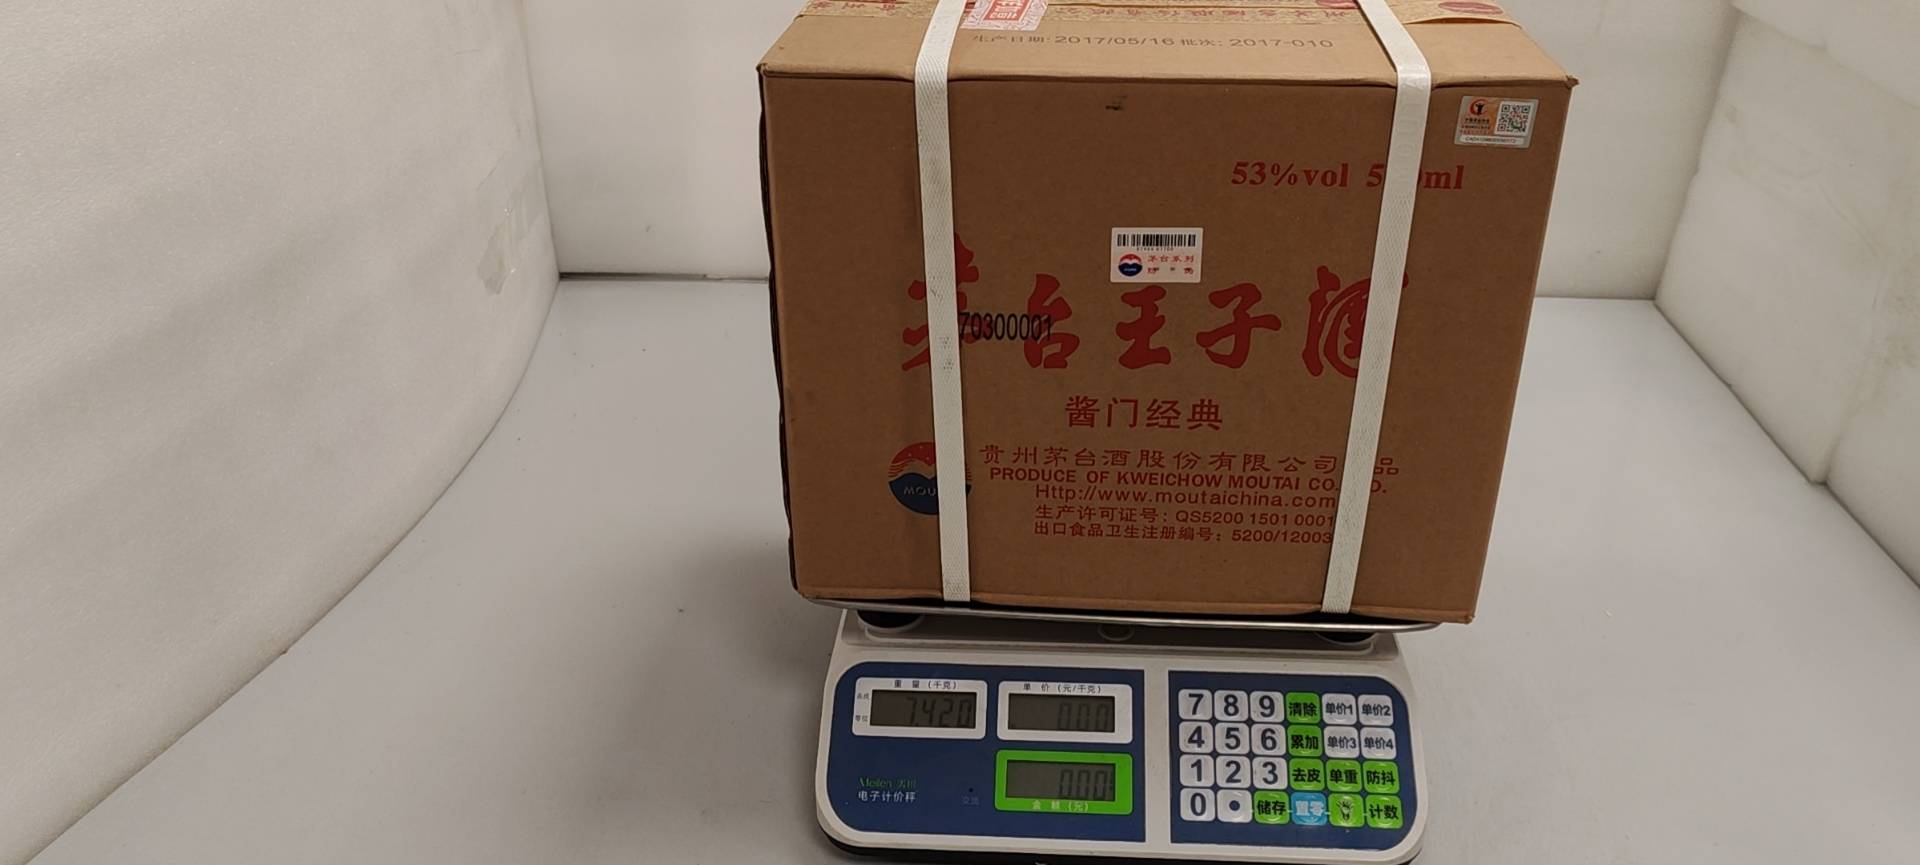 生产日期: 2017/05/16 批次: 2017-010
53%vol 5 ml
茅台系列
70300001
茅台王子酒
酱门经典
MOU
贵州茅台酒股份有限公司 品
PRODUCE OF KWEICHOW MOUTAI CO. D.
Http://www.moutaichina.com
生产许可证号: QS5200 1501 0001
出口食品卫生注册编号: 5200/12003
重量(千克)
单价(元/千克)
7.420
0.00
0.00
金额(元)
Meilen
电子计价秤
交流
7 8 9 清除 单价1 单价2
4 5 6 累加 单价3 单价4
1 2 3 去皮 单重 防抖
0 . 储存 置零 计数